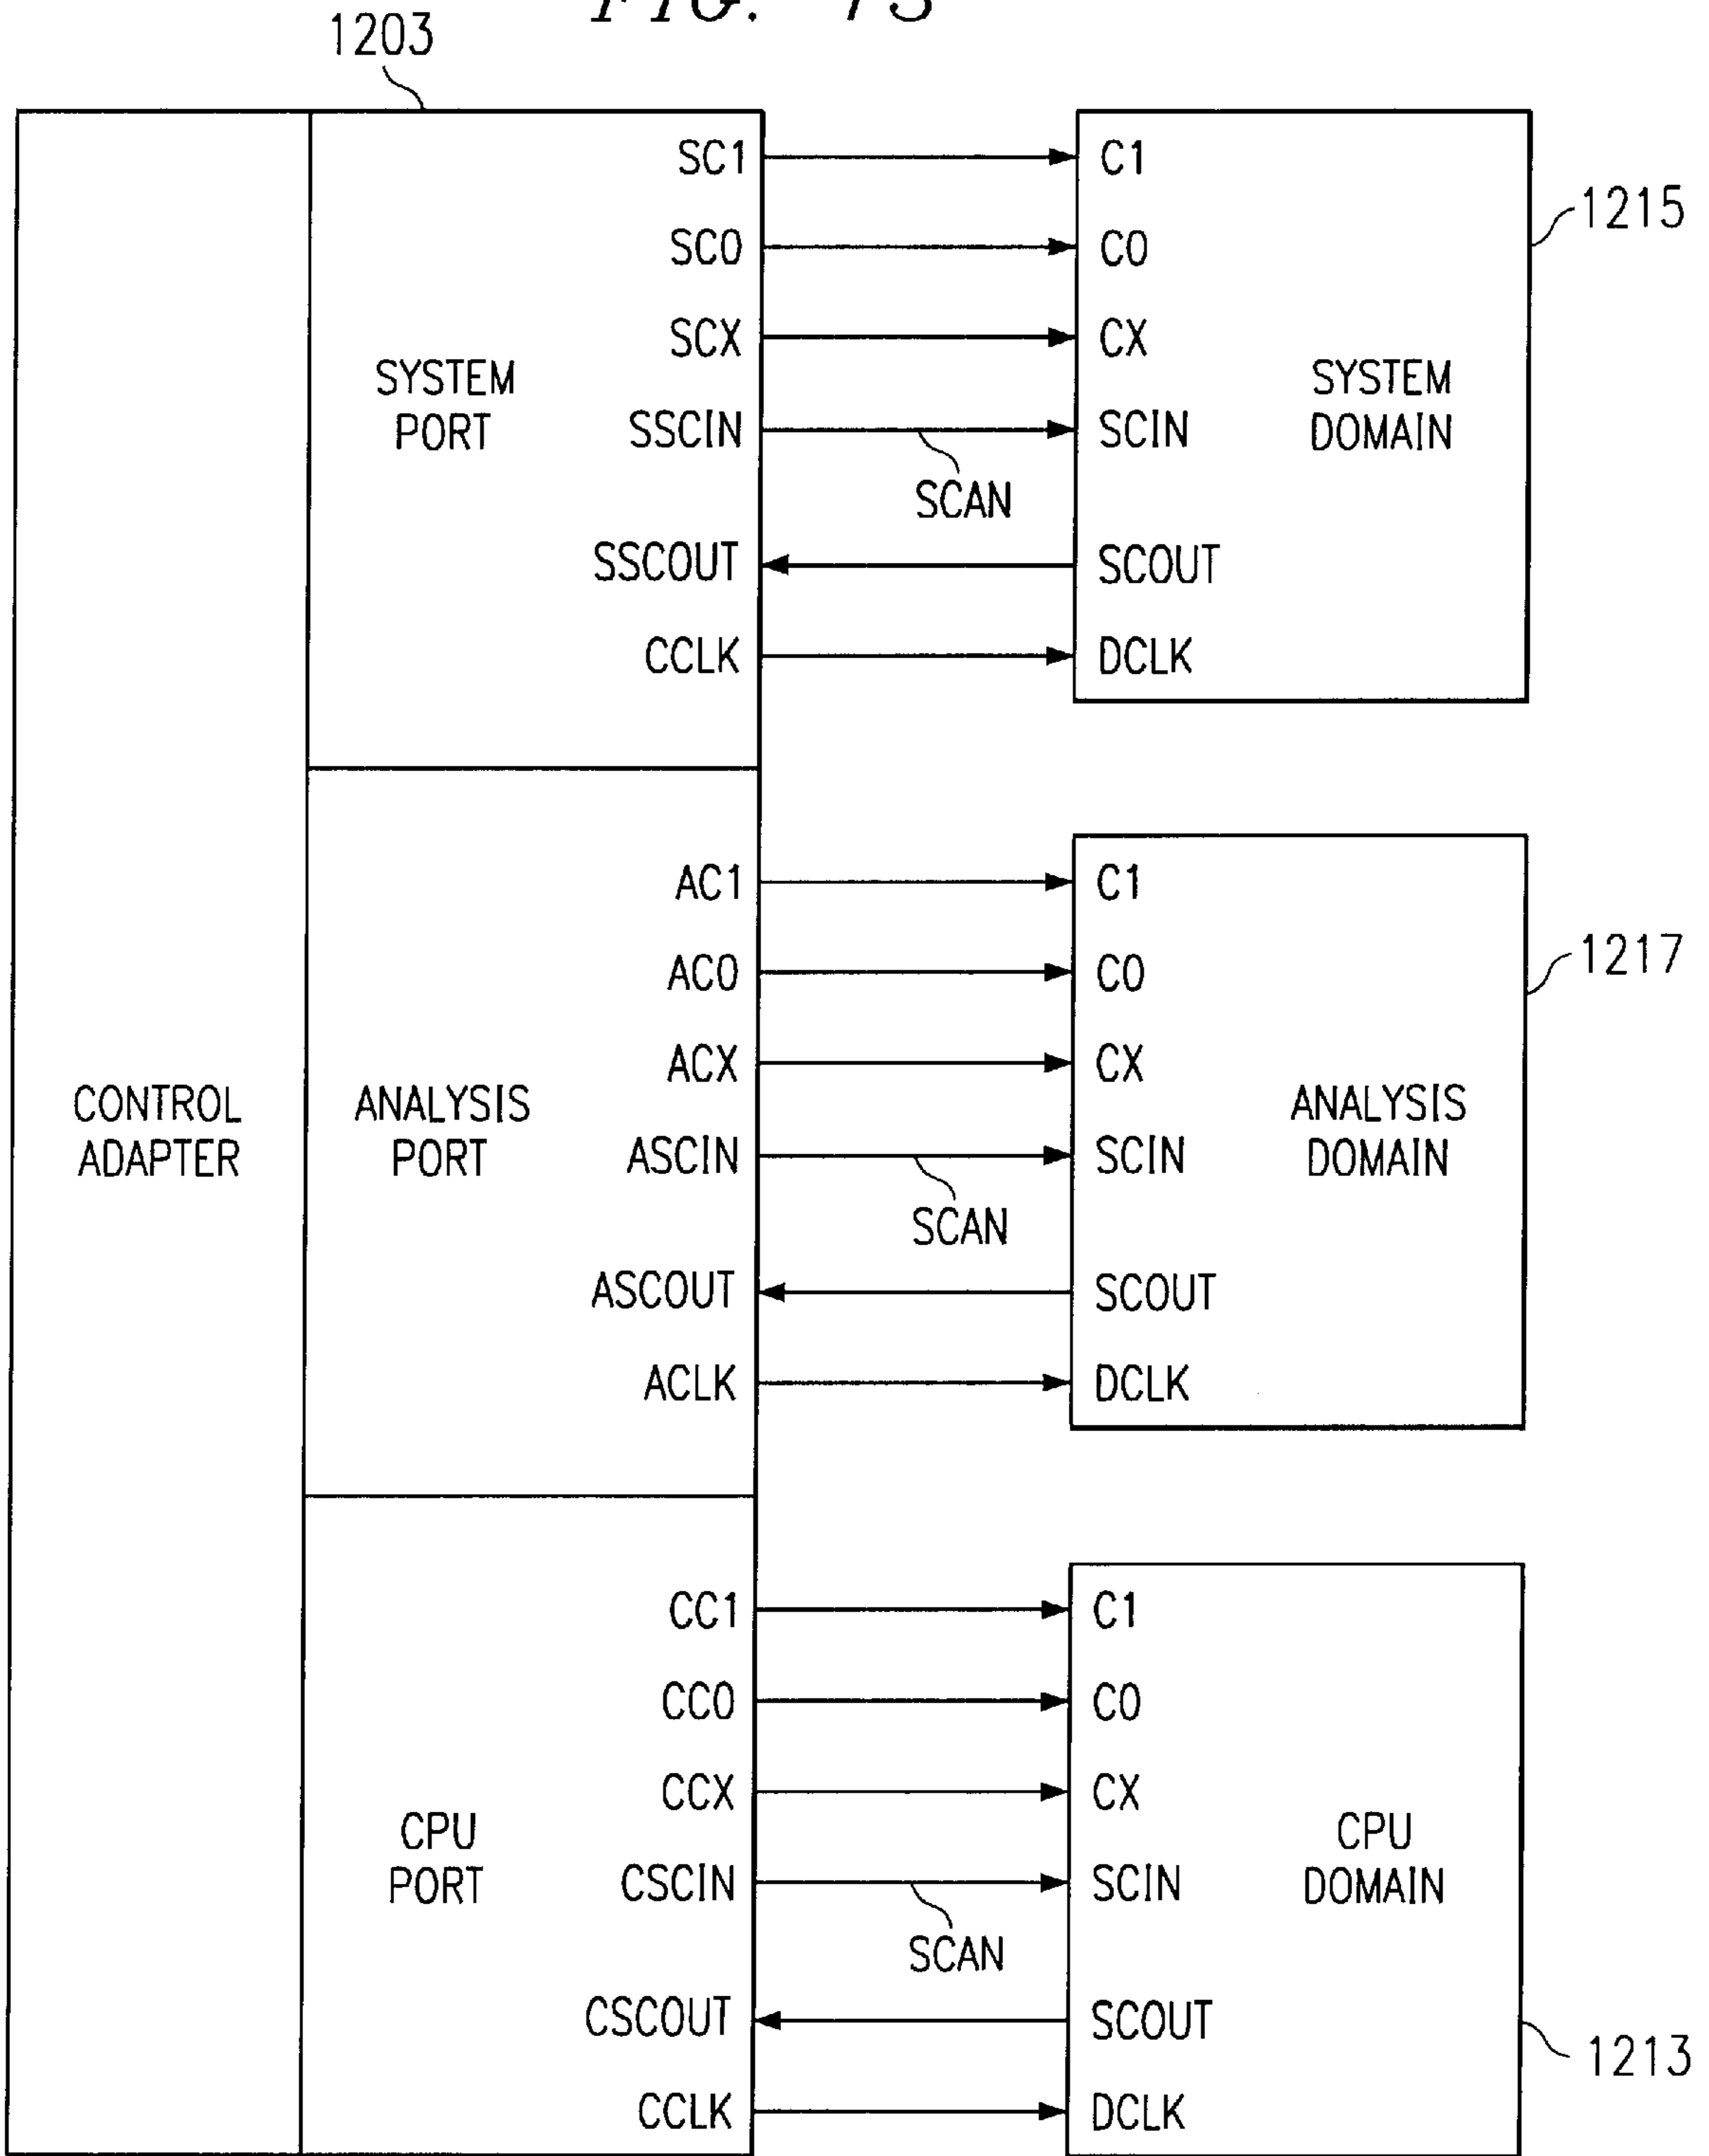 FIG. 13
1203
SC1
C1
1215
SC0
C0
SCX
CX
SYSTEM
PORT
SYSTEM
DOMAIN
SSCIN
SCIN
SCAN
SSCOUT
SCOUT
CCLK
DCLK
AC1
C1
1217
AC0
C0
ACX
CX
CONTROL
ADAPTER
ANALYSIS
PORT
ANALYSIS
DOMAIN
ASCIN
SCIN
SCAN
ASCOUT
SCOUT
ACLK
DCLK
CC1
C1
CC0
C0
CCX
CX
CPU
PORT
CPU
DOMAIN
CSCIN
SCIN
SCAN
CSCOUT
SCOUT
1213
CCLK
DCLK